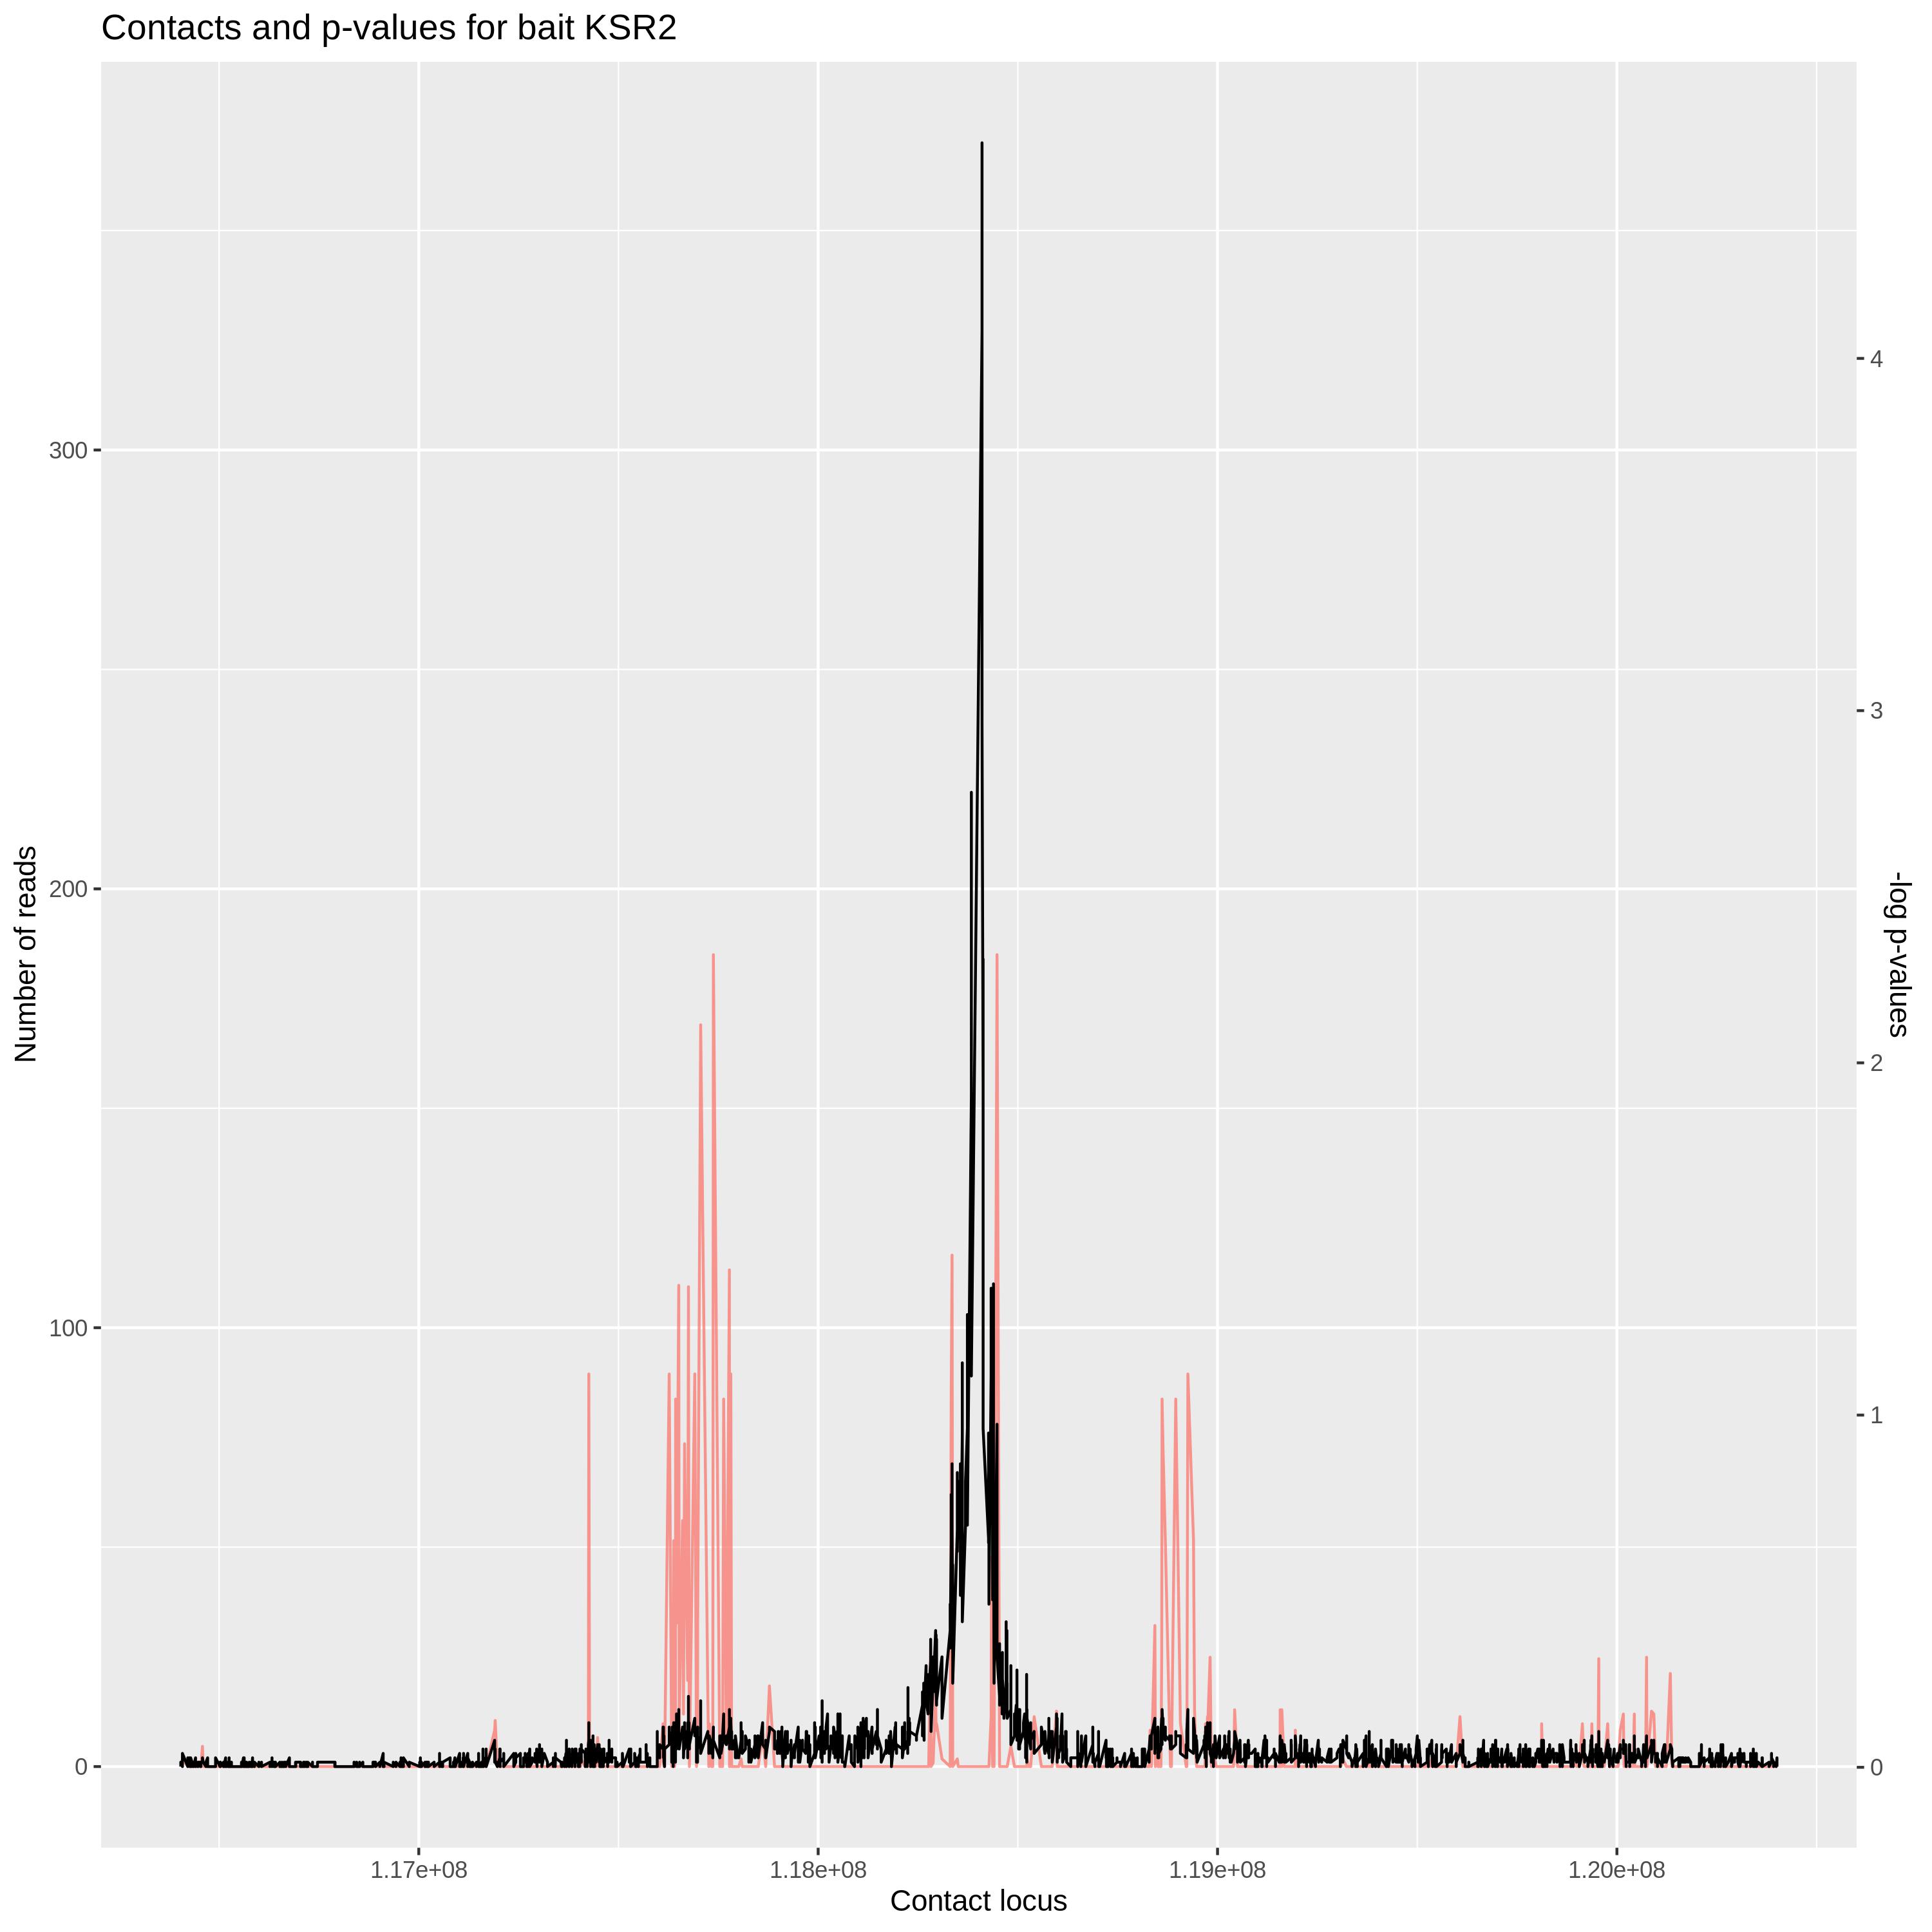 Contacts and p-values for bait KSR2
Number of reads
300
200
100
0
4
3
2
1
0
-log p-values
1.17e+08 1.18e+08 1.19e+08 1.20e+08
Contact locus